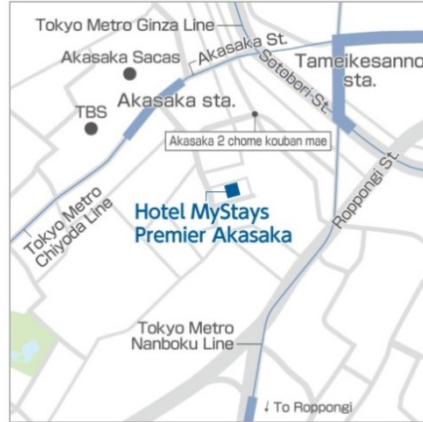 Tokyo Metro Ginza Line
Akasaka St.
Akasaka Sacas
Sotobori St.
Tameikesanno
sta.
Akasaka sta.
TBS
Akasaka 2 chome kouban mae
Roppongi St.
Hotel MyStays
Premier Akasaka
Tokyo Metro
Chiyoda Line
Tokyo Metro
Nanboku Line
↓ To Roppongi